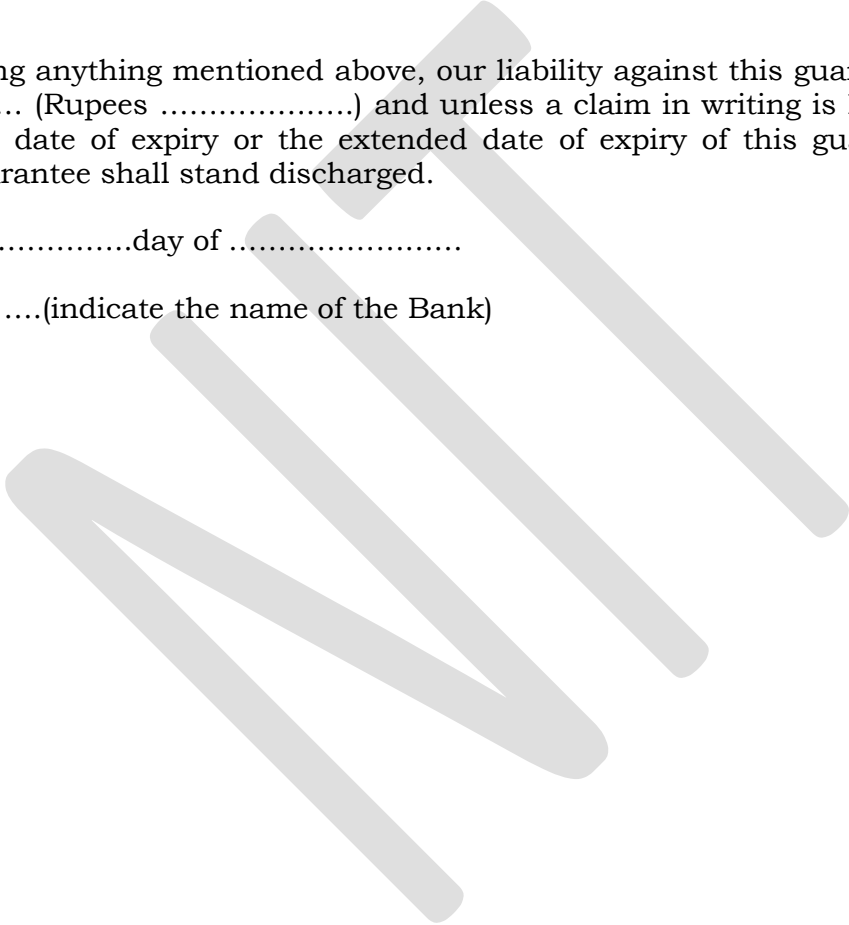 ng anything mentioned above, our liability against this guar
… (Rupees ………………..) and unless a claim in writing is
date of expiry or the extended date of expiry of this gu
rantee shall stand discharged.
…………..day of ……………………
….(indicate the name of the Bank)
NIT